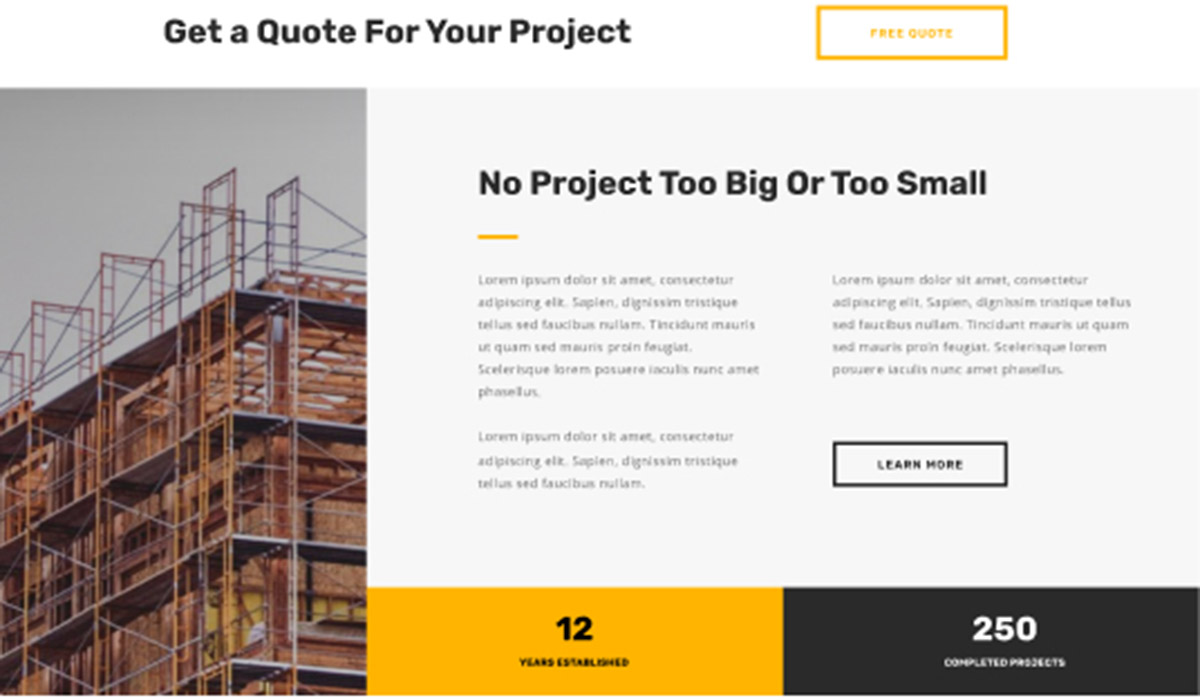 Get a Quote For Your Project
FREE QUOTE
No Project Too Big Or Too Small
Lorem ipsum dolor sit amet, consectetur
adipiscing elit. Sapien, dignissim tristique
tellus sed faucibus nullam. Tincidunt mauris
ut quam sed mauris proin feugiat.
Scelerisque lorem posuere iaculis nunc amet
phasellus.
Lorem ipsum dolor sit amet, consectetur
adipiscing elit. Sapien, dignissim tristique
tellus sed faucibus nullam.
Lorem ipsum dolor sit amet, consectetur
adipiscing elit. Sapien, dignissim tristique tellus
sed faucibus nullam. Tincidunt mauris ut quam
sed mauris proin feugiat. Scelerisque lorem
posuere iaculis nunc amet phasellus.
LEARN MORE
12
YEARS ESTABLISHED
250
COMPLETED PROJECTS